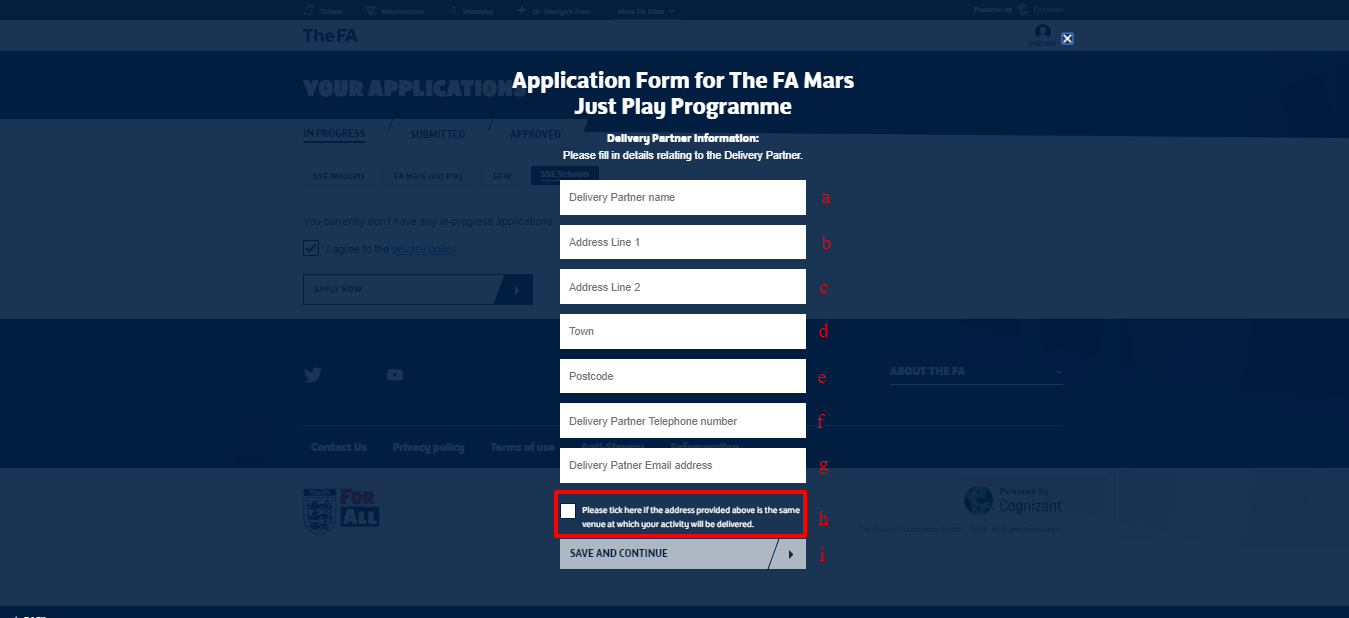 Tickets Merchandise Wembley St. George's Park More FA Sites Powered by Cognizant
TheFA
YOUR APPLICATIONS
IN PROGRESS SUBMITTED APPROVED
SSE Wildcats FA Mars Just Play GFW SSE Schools
You currently don't have any in-progress applications
I agree to the privacy policy
APPLY NOW
Application Form for The FA Mars
Just Play Programme
Delivery Partner Information:
Please fill in details relating to the Delivery Partner.
Delivery Partner name a
Address Line 1 b
Address Line 2 c
Town d
Postcode e
Delivery Partner Telephone number f
Delivery Patner Email address g
Please tick here if the address provided above is the same
venue at which your activity will be delivered.
h
SAVE AND CONTINUE i
ABOUT THE FA
Contact Us Privacy policy Terms of use Anti-Slavery Safeguarding
TheFA
FOR
ALL
Powered by
Cognizant